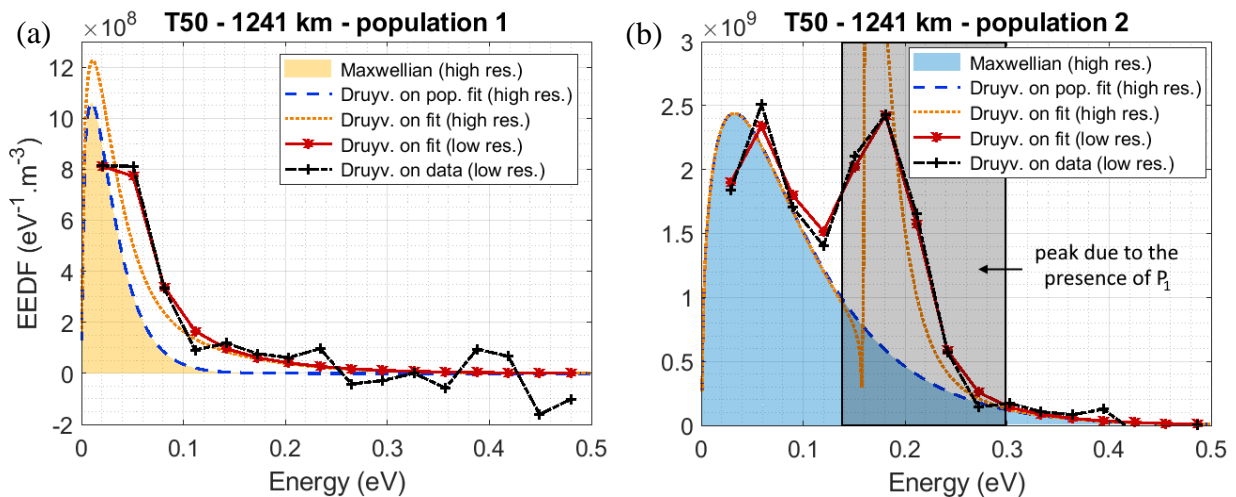 (a) T50 - 1241 km - population 1
×10⁸
12
10
8
6
4
2
0
-2
0
0.1
0.2
0.3
0.4
0.5
EEDF (eV⁻¹ .m⁻³)
Energy (eV)
Maxwellian (high res.)
Druyv. on pop. fit (high res.)
Druyv. on fit (high res.)
Druyv. on fit (low res.)
Druyv. on data (low res.)
(b) T50 - 1241 km - population 2
×10⁹
3
2.5
2
1.5
1
0.5
0
0
0.1
0.2
0.3
0.4
0.5
Energy (eV)
Maxwellian (high res.)
Druyv. on pop. fit (high res.)
Druyv. on fit (high res.)
Druyv. on fit (low res.)
Druyv. on data (low res.)
peak due to the
presence of P₁